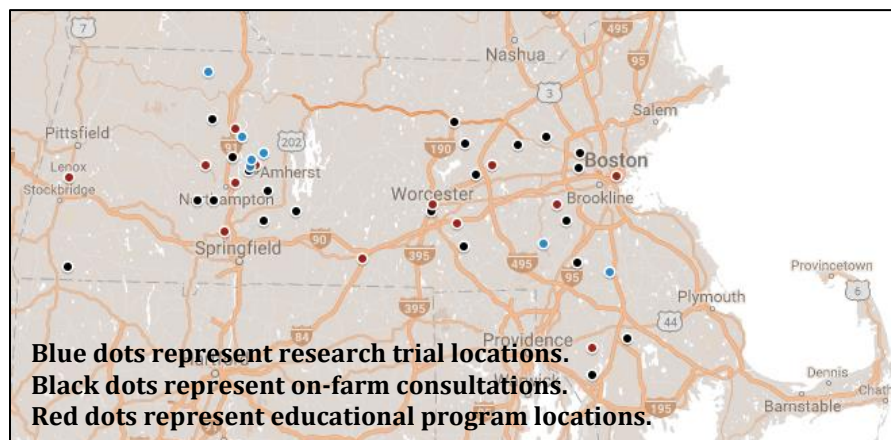 7
495
Nashua
95
3
Salem
Pittsfield
91
202
190
Boston
Lenox
Amherst
Stockbridge
Northampton
Worcester
Brookline
Springfield
90
395
495
95
Provincetown
6
Plymouth
395
44
84
Providence
Blue dots represent research trial locations.
Dennis
Black dots represent on-farm consultations.
Warwick
Chath
195
Barnstable
Red dots represent educational program locations.